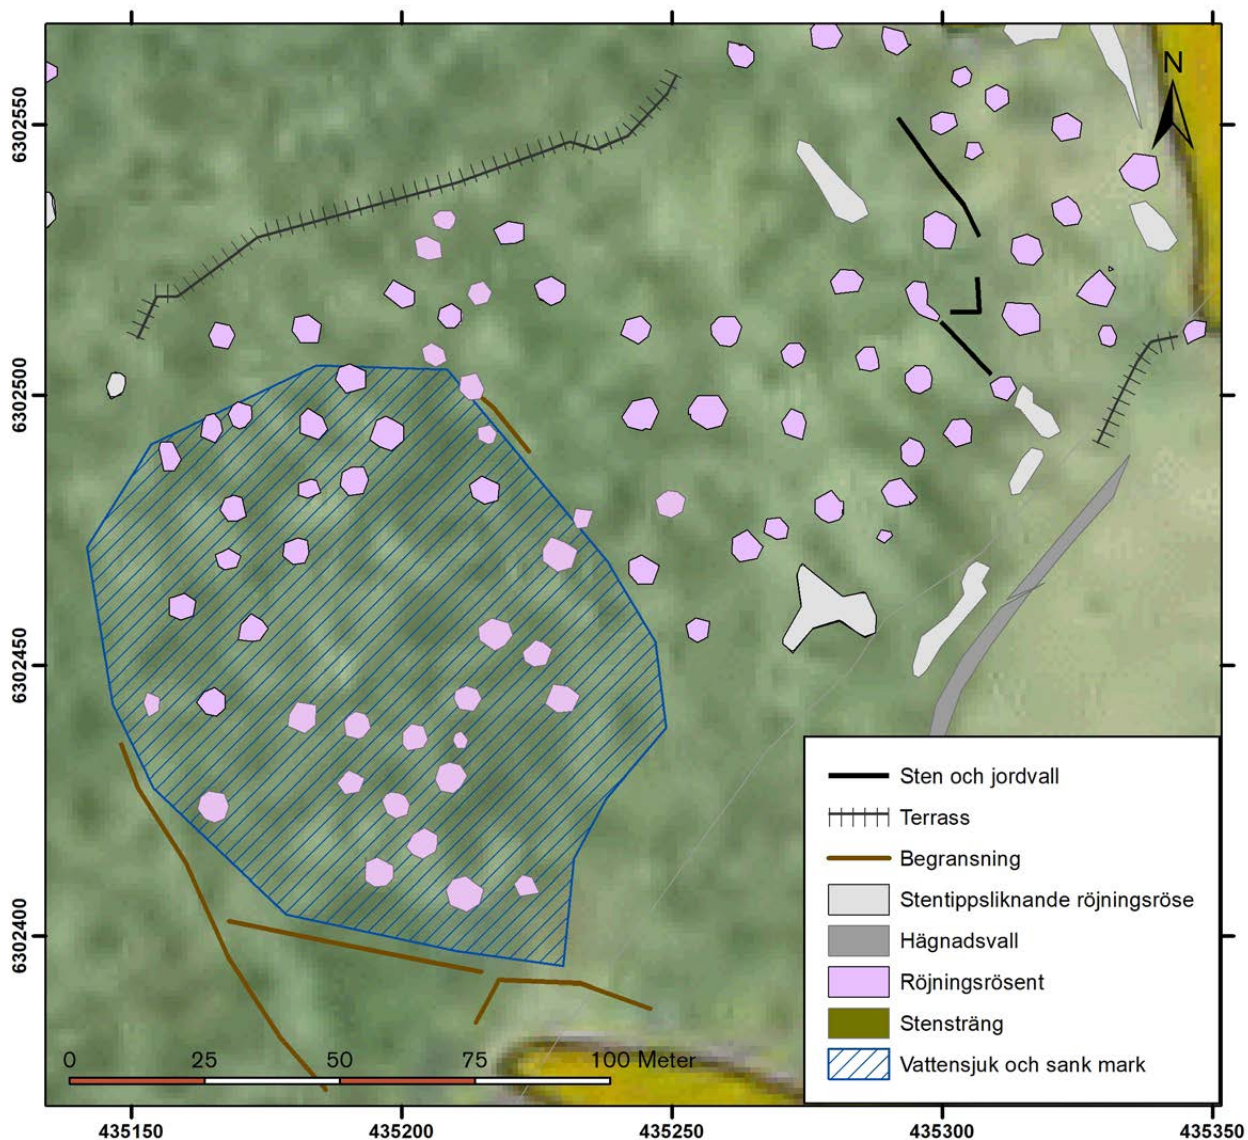 N
6302550
6302500
6302450
6302400
Sten och jordvall
Terrass
Begransning
Stentippsliknande röjningsröse
Hägnadsvall
Röjningsrösent
Stensträng
Vattensjuk och sank mark
0 25 50 75 100 Meter
435150 435200 435250 435300 435350